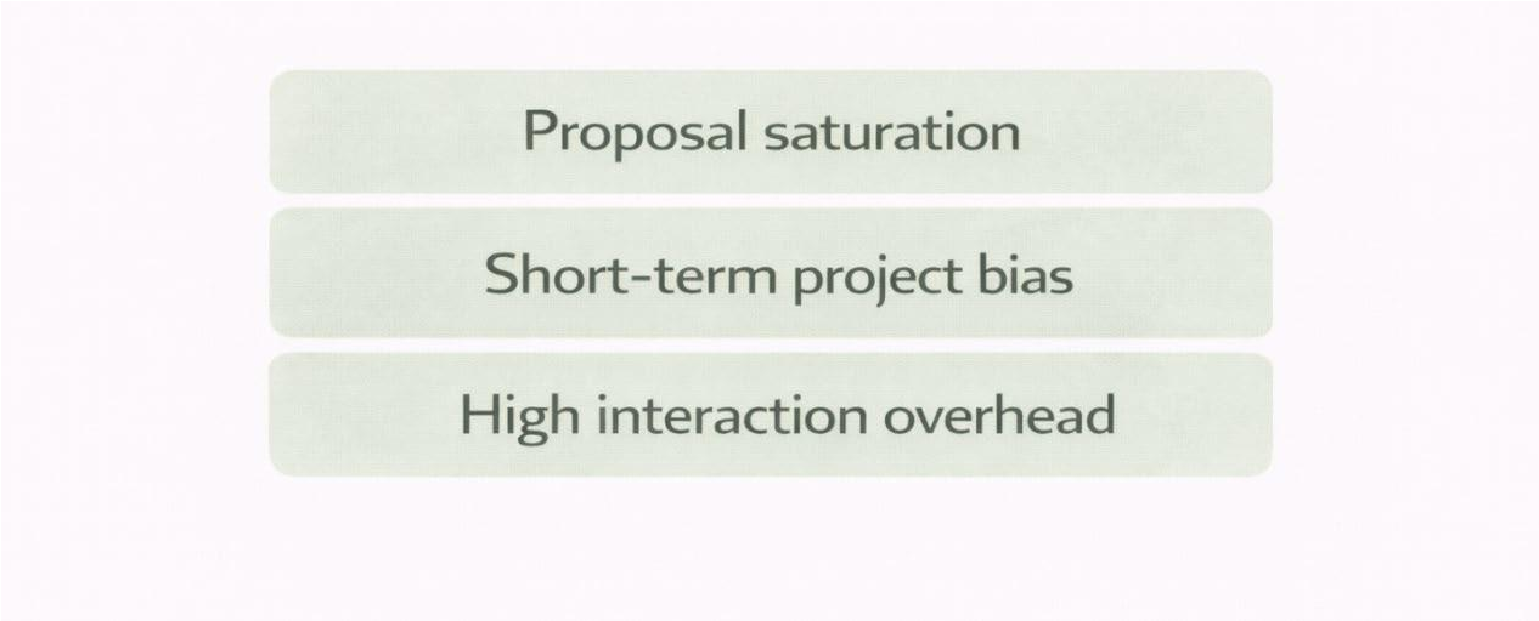 Proposal saturation
Short-term project bias
High interaction overhead